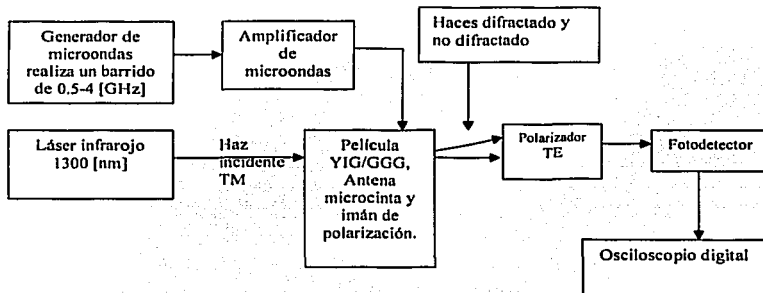 Generador de
microondas
realiza un barrido
de 0.5-4 [GHz]
Amplificador
de
microondas
Haces difractado y
no difractado
Láser infrarojo
1300 [nm]
Haz
incidente
TM
Película
YIG/GGG,
Antena
microcinta y
imán de
polarización.
Polarizador
TE
Fotodetector
Osciloscopio digital